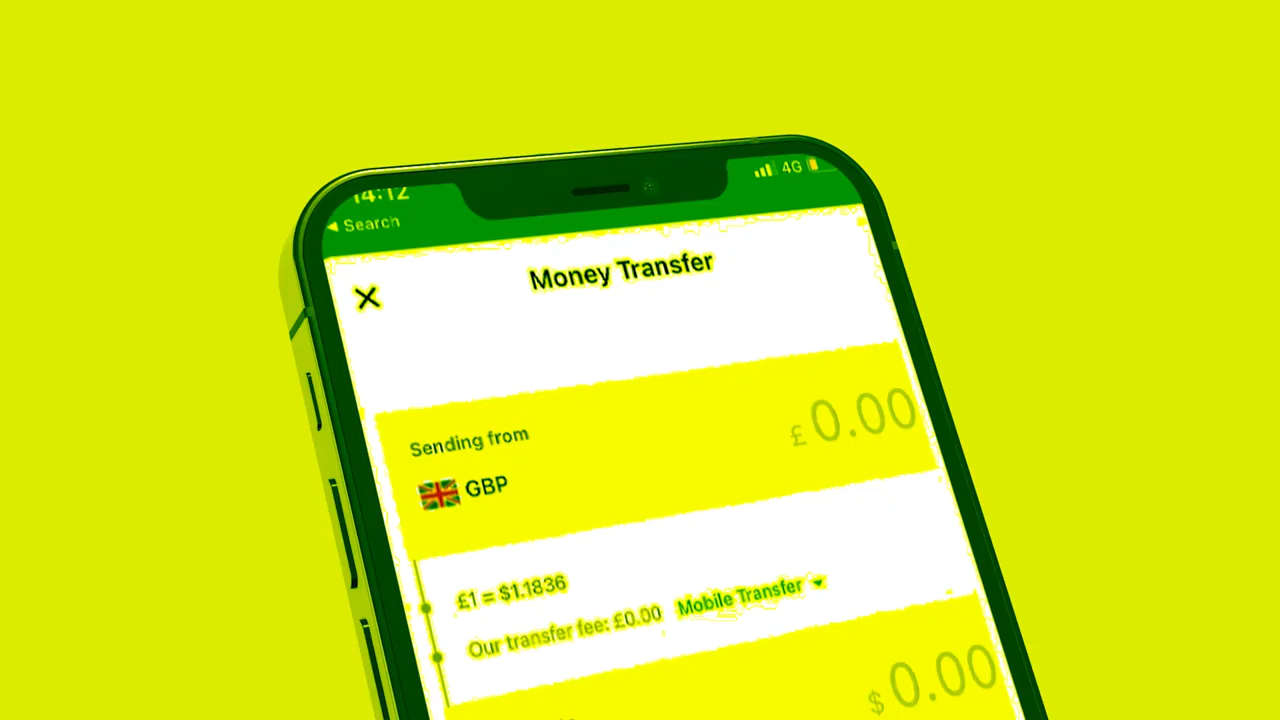 14:12
4G
◀ Search
Money Transfer
Sending from
£ 0.00
GBP
£1 = $1.1836
Our transfer fee: £0.00 Mobile Transfer
$ 0.00